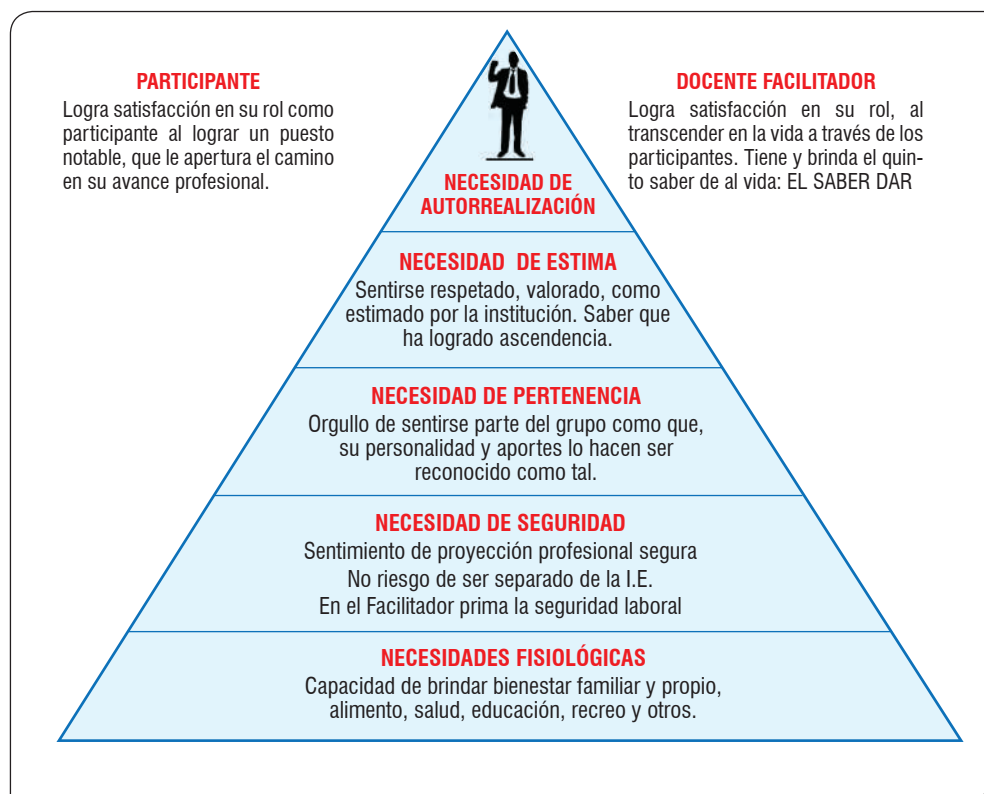 PARTICIPANTE
Logra satisfacción en su rol como
participante al lograr un puesto
notable, que le apertura el camino
en su avance profesional.
DOCENTE FACILITADOR
Logra satisfacción en su rol, al
transcender en la vida a través de los
participantes. Tiene y brinda el quin-
to saber de al vida: EL SABER DAR
NECESIDAD DE
AUTORREALIZACIÓN
NECESIDAD DE ESTIMA
Sentirse respetado, valorado, como
estimado por la institución. Saber que
ha logrado ascendencia.
NECESIDAD DE PERTENENCIA
Orgullo de sentirse parte del grupo como que,
su personalidad y aportes lo hacen ser
reconocido como tal.
NECESIDAD DE SEGURIDAD
Sentimiento de proyección profesional segura
No riesgo de ser separado de la I.E.
En el Facilitador prima la seguridad laboral
NECESIDADES FISIOLÓGICAS
Capacidad de brindar bienestar familiar y propio,
alimento, salud, educación, recreo y otros.